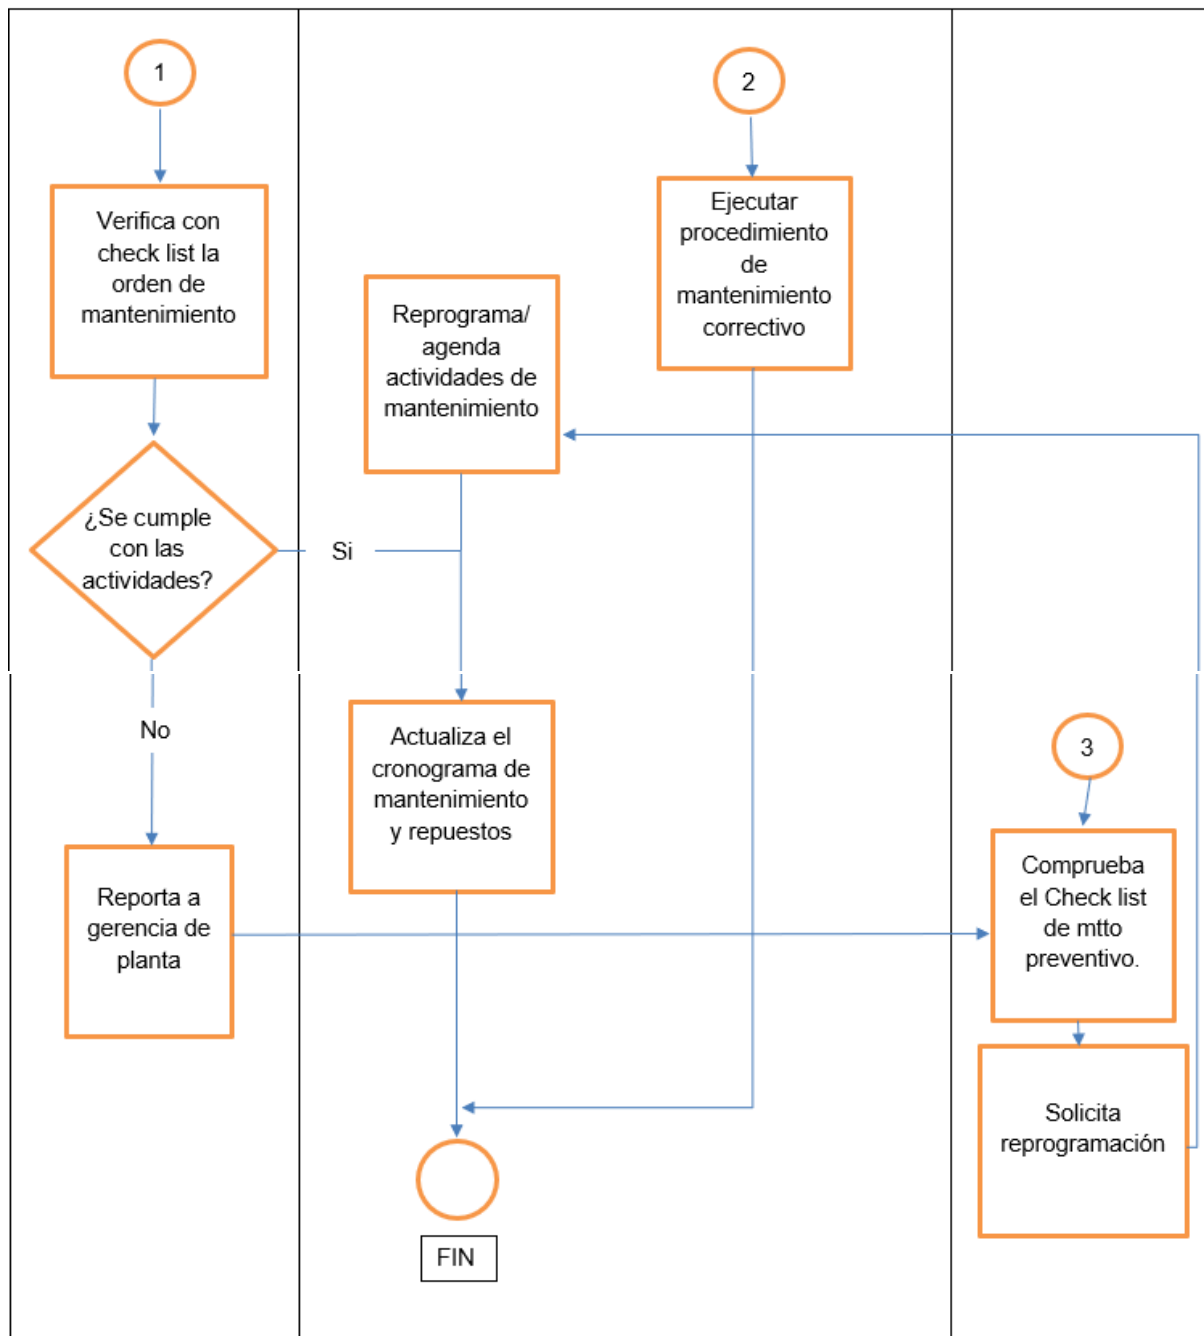 1
Verifica con
check list la
orden de
mantenimiento
¿Se cumple
con las
actividades?
Si
No
Reporta a
gerencia de
planta
2
Ejecutar
procedimiento
de
mantenimiento
correctivo
Reprograma/
agenda
actividades de
mantenimiento
Actualiza el
cronograma de
mantenimiento
y repuestos
FIN
3
Comprueba
el Check list
de mtto
preventivo.
Solicita
reprogramación